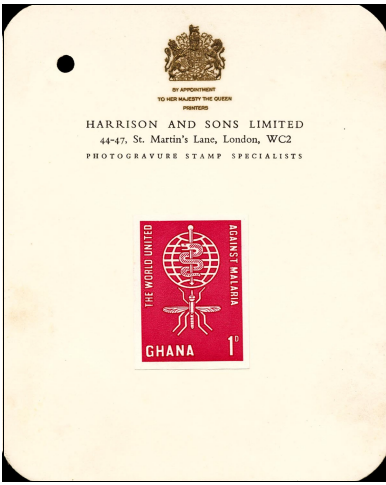 BY APPOINTMENT
TO HER MAJESTY THE QUEEN
PRINTERS
HARRISON AND SONS LIMITED
44-47, St. Martin's Lane, London, WC2
PHOTOGRAVURE STAMP SPECIALISTS
THE WORLD UNITED
AGAINST MALARIA
GHANA 1D